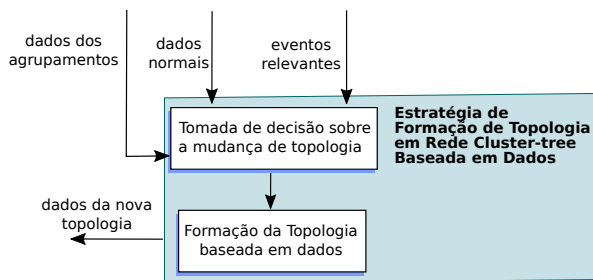 dados dos
agrupamentos
dados
normais
eventos
relevantes
Estratégia de
Formação de Topologia
em Rede Cluster-tree
Baseada em Dados
Tomada de decisão sobre
a mudança de topologia
dados da nova
topologia
Formação da Topologia
baseada em dados